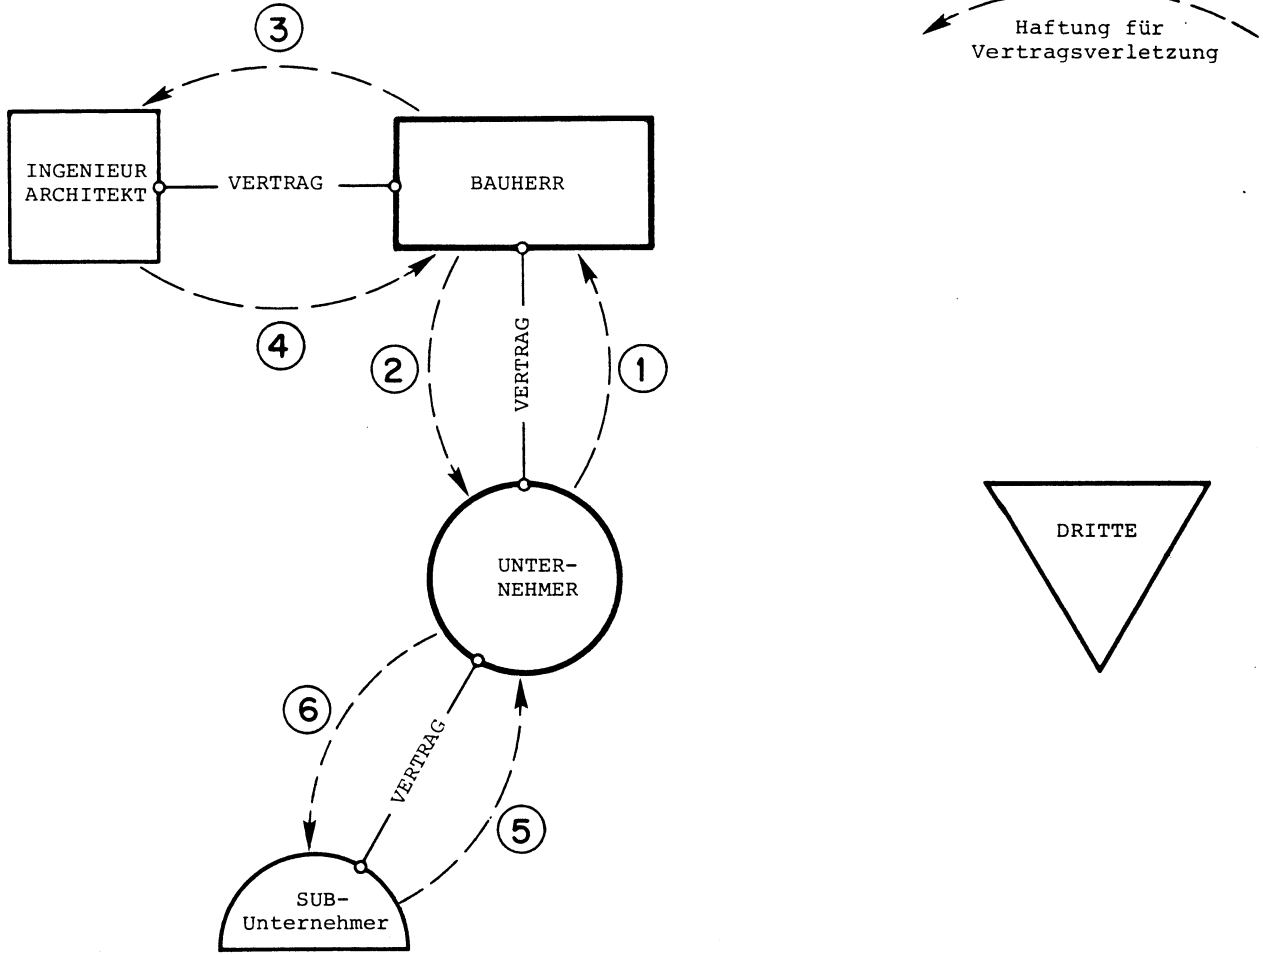 3
Haftung für
Vertragsverletzung
INGENIEUR
ARCHITEKT
VERTRAG
BAUHERR
4
2
VERTRAG
1
UNTER-
NEHMER
DRITTE
6
VERTRAG
5
SUB-
Unternehmer